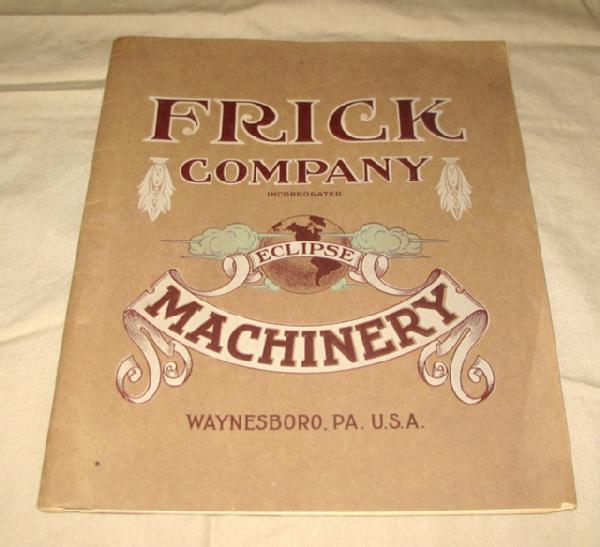 FRICK
COMPANY
INCORPORATED
ECLIPSE
MACHINERY
WAYNESBORO, PA. U.S.A.